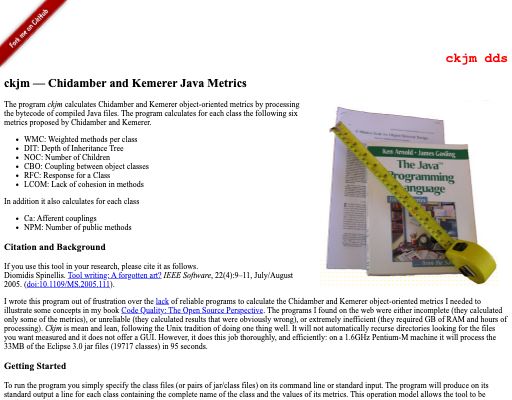 Fork me on GitHub
ckjm dds
ckjm — Chidamber and Kemerer Java Metrics
The program ckjm calculates Chidamber and Kemerer object-oriented metrics by processing
the bytecode of compiled Java files. The program calculates for each class the following six
metrics proposed by Chidamber and Kemerer.
• WMC: Weighted methods per class
• DIT: Depth of Inheritance Tree
• NOC: Number of Children
• CBO: Coupling between object classes
• RFC: Response for a Class
• LCOM: Lack of cohesion in methods
In addition it also calculates for each class
• Ca: Afferent couplings
• NPM: Number of public methods
Ken Arnold · James Gosling
The Java™
Programming
Language
Citation and Background
If you use this tool in your research, please cite it as follows.
Diomidis Spinellis. Tool writing: A forgotten art? IEEE Software, 22(4):9–11, July/August
2005. (doi:10.1109/MS.2005.111).
I wrote this program out of frustration over the lack of reliable programs to calculate the Chidamber and Kemerer object-oriented metrics I needed to
illustrate some concepts in my book Code Quality: The Open Source Perspective. The programs I found on the web were either incomplete (they calculated
only some of the metrics), or unreliable (they calculated results that were obviously wrong), or extremely inefficient (they required GB of RAM and hours of
processing). Ckjm is mean and lean, following the Unix tradition of doing one thing well. It will not automatically recurse directories looking for the files
you want measured and it does not offer a GUI. However, it does this job thoroughly, and efficiently: on a 1.6GHz Pentium-M machine it will process the
33MB of the Eclipse 3.0 jar files (19717 classes) in 95 seconds.
Getting Started
To run the program you simply specify the class files (or pairs of jar/class files) on its command line or standard input. The program will produce on its
standard output a line for each class containing the complete name of the class and the values of its metrics. This operation model allows the tool to be